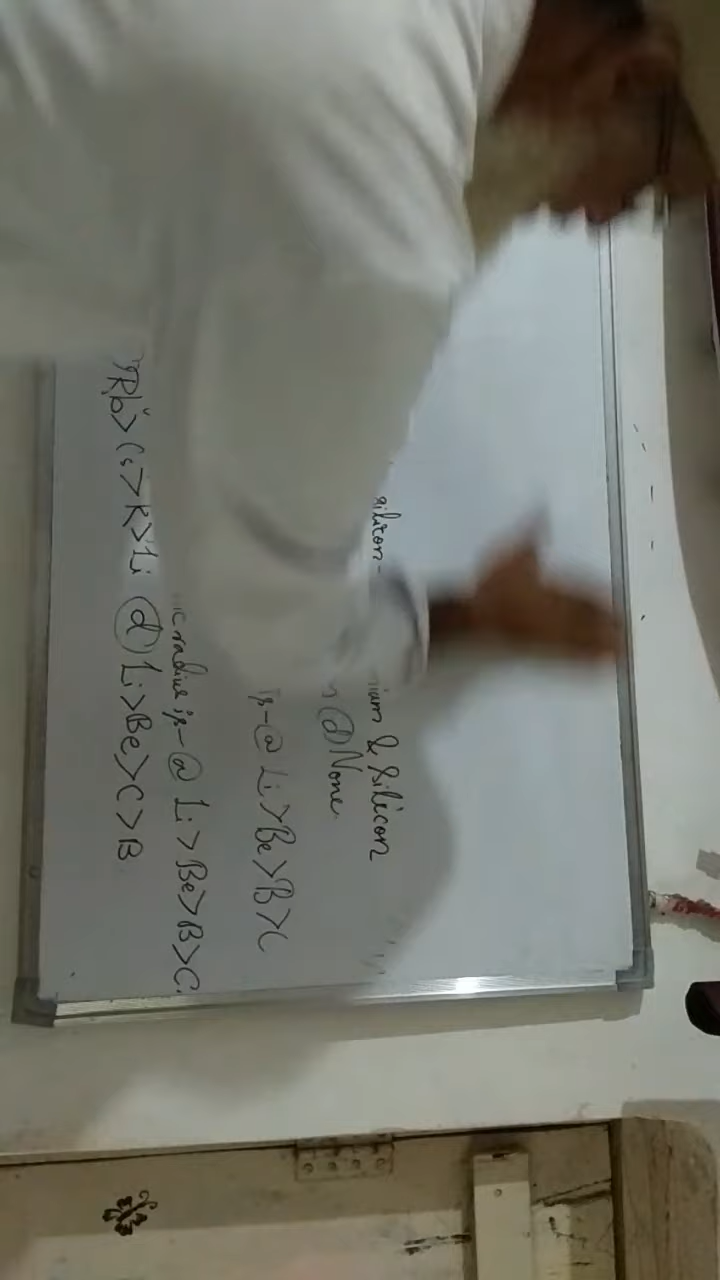 silicon-
ium & Silicon
n @ None
is- @ Li>Be>B>C
ic radius is- @ Li>Be>B>C.
Rb>Cs>K>Li (d) Li>Be>C>B